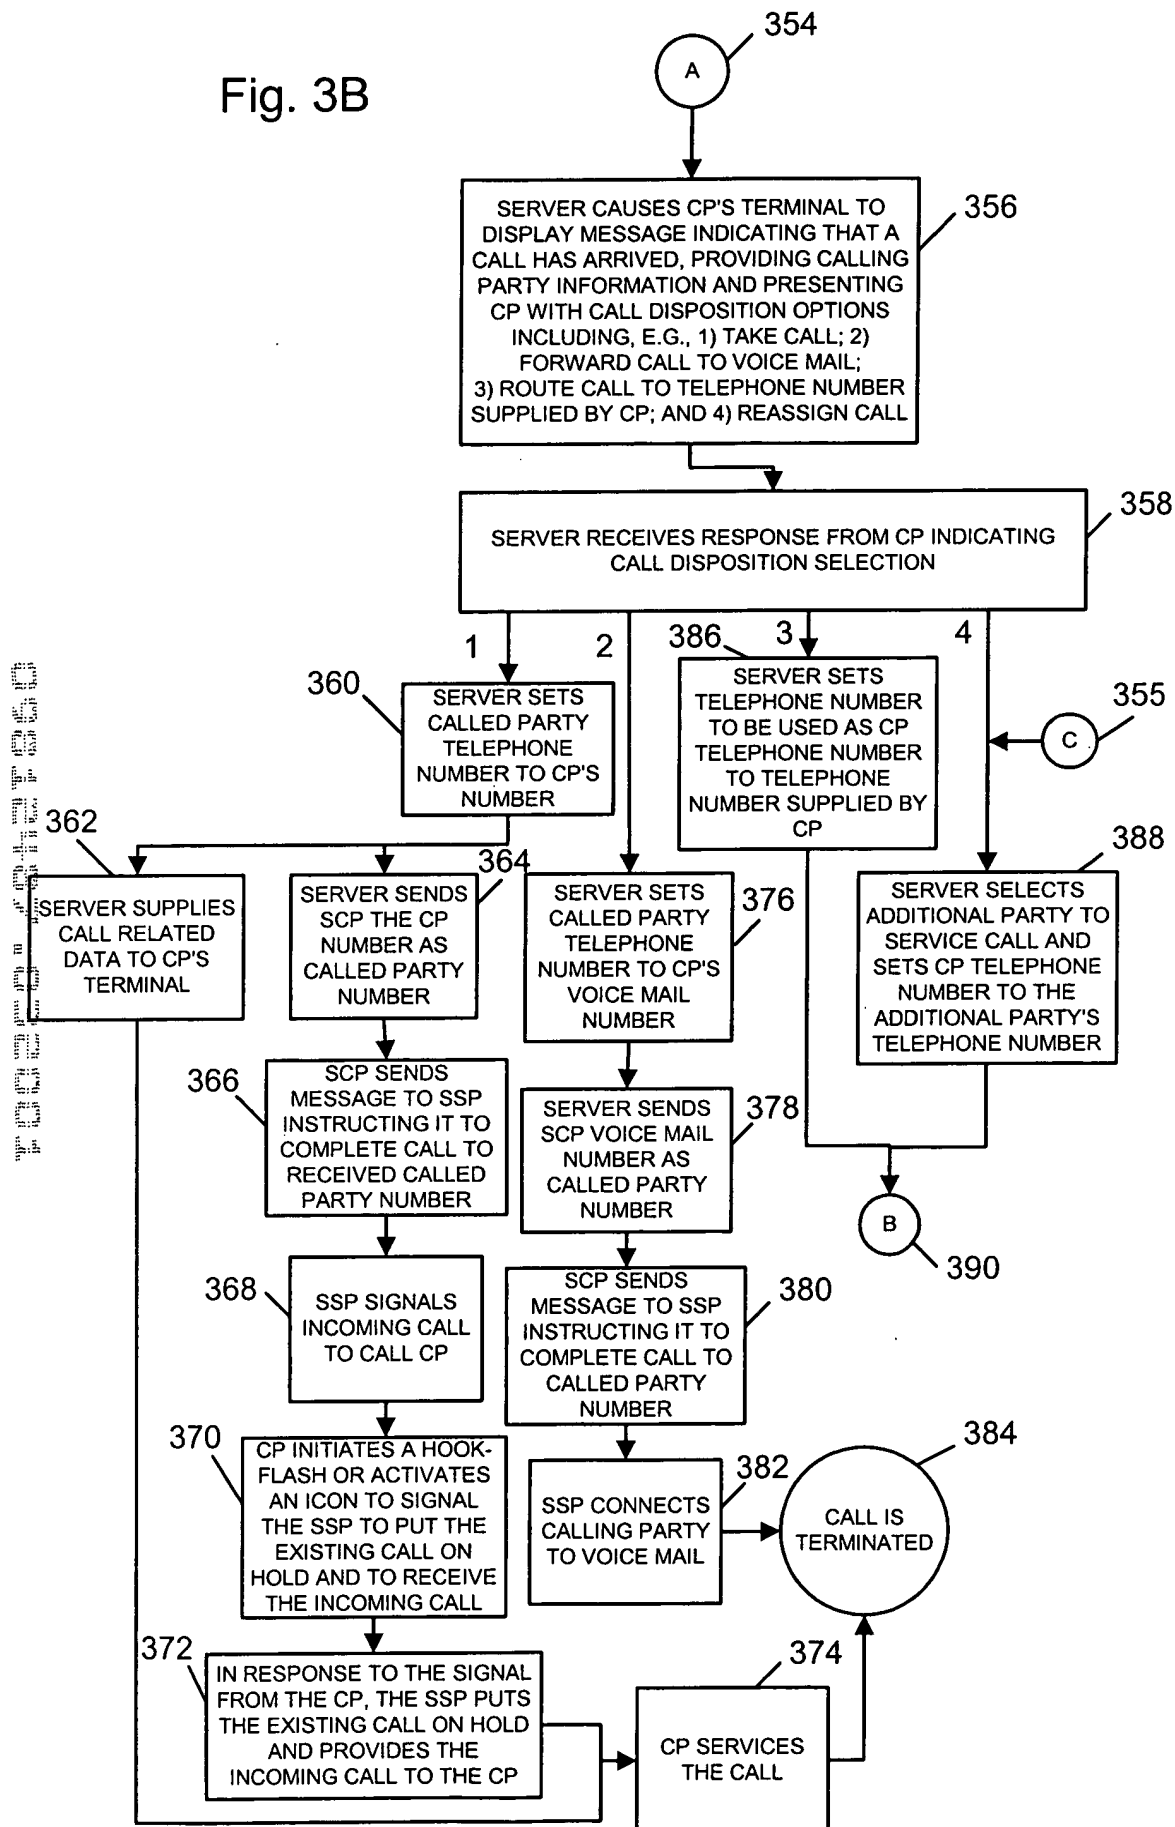 354
A
Fig. 3B
SERVER CAUSES CP'S TERMINAL TO
DISPLAY MESSAGE INDICATING THAT A
CALL HAS ARRIVED, PROVIDING CALLING
PARTY INFORMATION AND PRESENTING
CP WITH CALL DISPOSITION OPTIONS
INCLUDING, E.G., 1) TAKE CALL; 2)
FORWARD CALL TO VOICE MAIL;
3) ROUTE CALL TO TELEPHONE NUMBER
SUPPLIED BY CP; AND 4) REASSIGN CALL
356
SERVER RECEIVES RESPONSE FROM CP INDICATING
CALL DISPOSITION SELECTION
358
1
2
3
4
360
SERVER SETS
CALLED PARTY
TELEPHONE
NUMBER TO CP'S
NUMBER
386
SERVER SETS
TELEPHONE NUMBER
TO BE USED AS CP
TELEPHONE NUMBER
TO TELEPHONE
NUMBER SUPPLIED BY
CP
C
355
362
SERVER SUPPLIES
CALL RELATED
DATA TO CP'S
TERMINAL
364
SERVER SENDS
SCP THE CP
NUMBER AS
CALLED PARTY
NUMBER
SERVER SETS
CALLED PARTY
TELEPHONE
NUMBER TO CP'S
VOICE MAIL
NUMBER
376
388
SERVER SELECTS
ADDITIONAL PARTY TO
SERVICE CALL AND
SETS CP TELEPHONE
NUMBER TO THE
ADDITIONAL PARTY'S
TELEPHONE NUMBER
366
SCP SENDS
MESSAGE TO SSP
INSTRUCTING IT TO
COMPLETE CALL TO
RECEIVED CALLED
PARTY NUMBER
SERVER SENDS
SCP VOICE MAIL
NUMBER AS
CALLED PARTY
NUMBER
378
B
390
368
SSP SIGNALS
INCOMING CALL
TO CALL CP
SCP SENDS
MESSAGE TO SSP
INSTRUCTING IT TO
COMPLETE CALL TO
CALLED PARTY
NUMBER
380
370
CP INITIATES A HOOK-
FLASH OR ACTIVATES
AN ICON TO SIGNAL
THE SSP TO PUT THE
EXISTING CALL ON
HOLD AND TO RECEIVE
THE INCOMING CALL
SSP CONNECTS
CALLING PARTY
TO VOICE MAIL
382
CALL IS
TERMINATED
384
372
IN RESPONSE TO THE SIGNAL
FROM THE CP, THE SSP PUTS
THE EXISTING CALL ON HOLD
AND PROVIDES THE
INCOMING CALL TO THE CP
374
CP SERVICES
THE CALL